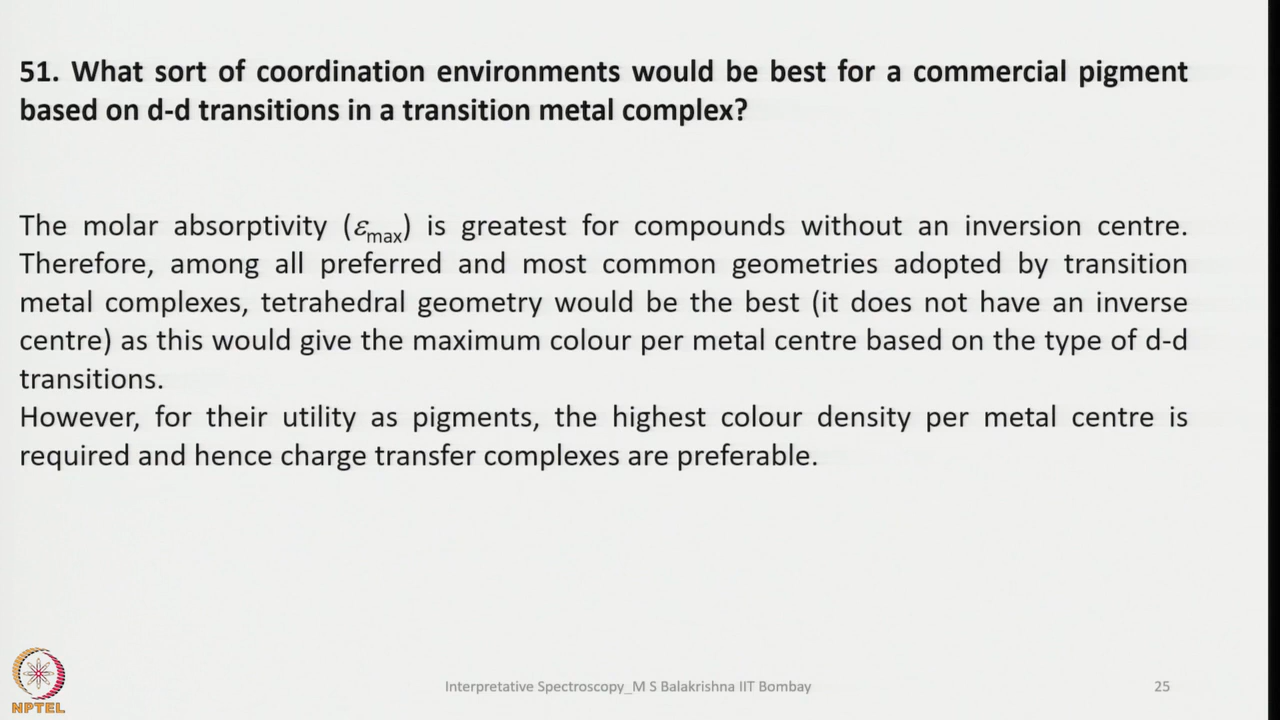 51. What sort of coordination environments would be best for a commercial pigment
based on d-d transitions in a transition metal complex?
The molar absorptivity (εmax) is greatest for compounds without an inversion centre.
Therefore, among all preferred and most common geometries adopted by transition
metal complexes, tetrahedral geometry would be the best (it does not have an inverse
centre) as this would give the maximum colour per metal centre based on the type of d-d
transitions.
However, for their utility as pigments, the highest colour density per metal centre is
required and hence charge transfer complexes are preferable.
NPTEL
Interpretative Spectroscopy_M S Balakrishna IIT Bombay
25